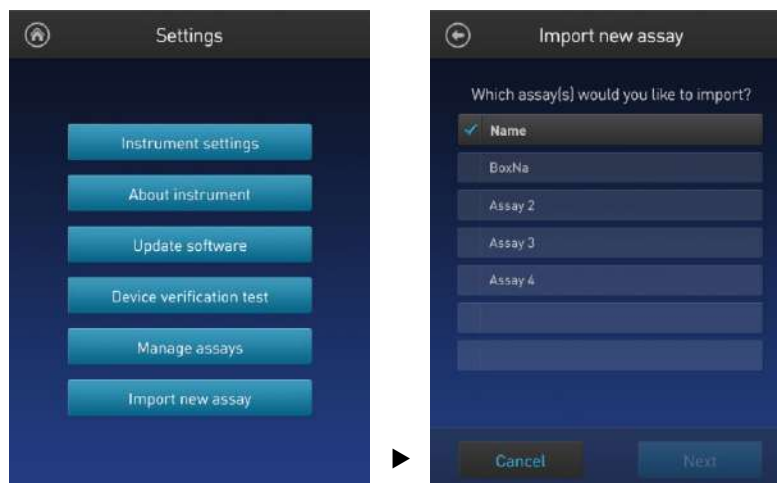 Settings
Instrument settings
About instrument
Update software
Device verification test
Manage assays
Import new assay
Import new assay
Which assay(s) would you like to import?
Name
BoxNa
Assay 2
Assay 3
Assay 4
Cancel
Next